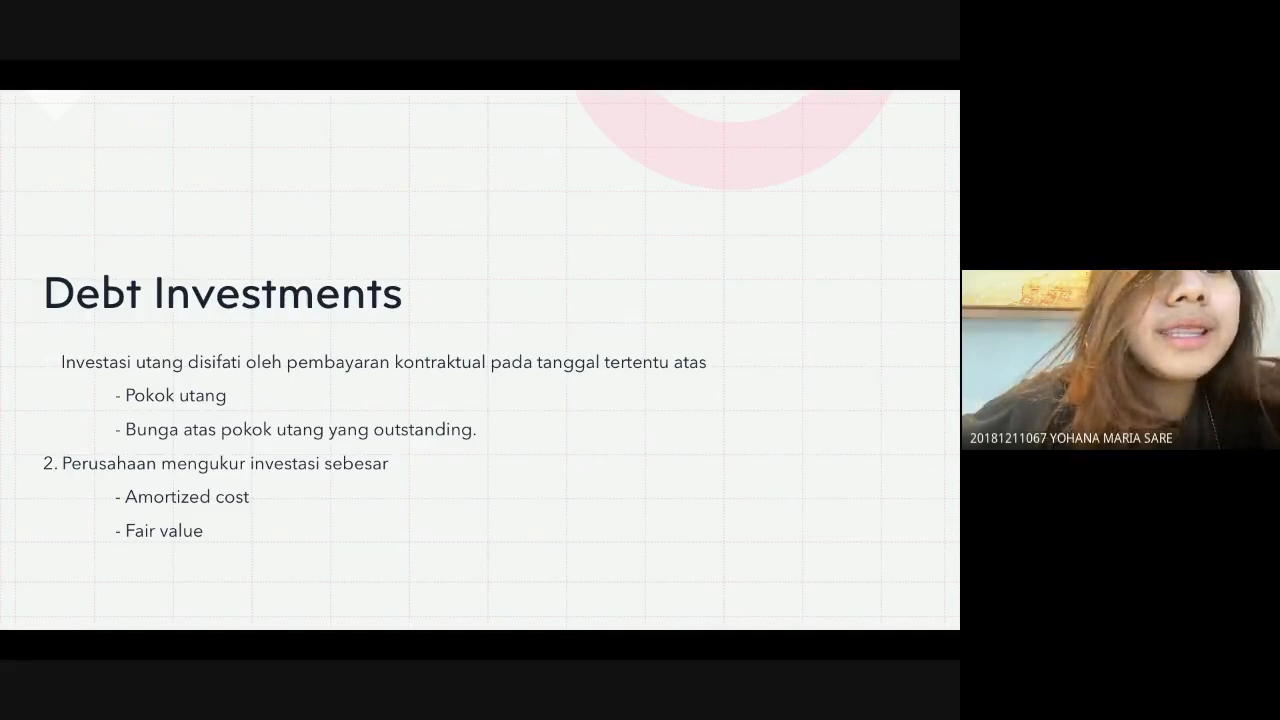 Debt Investments
Investasi utang disifati oleh pembayaran kontraktual pada tanggal tertentu atas
- Pokok utang
- Bunga atas pokok utang yang outstanding.
2. Perusahaan mengukur investasi sebesar
- Amortized cost
- Fair value
20181211067 YOHANA MARIA SARE